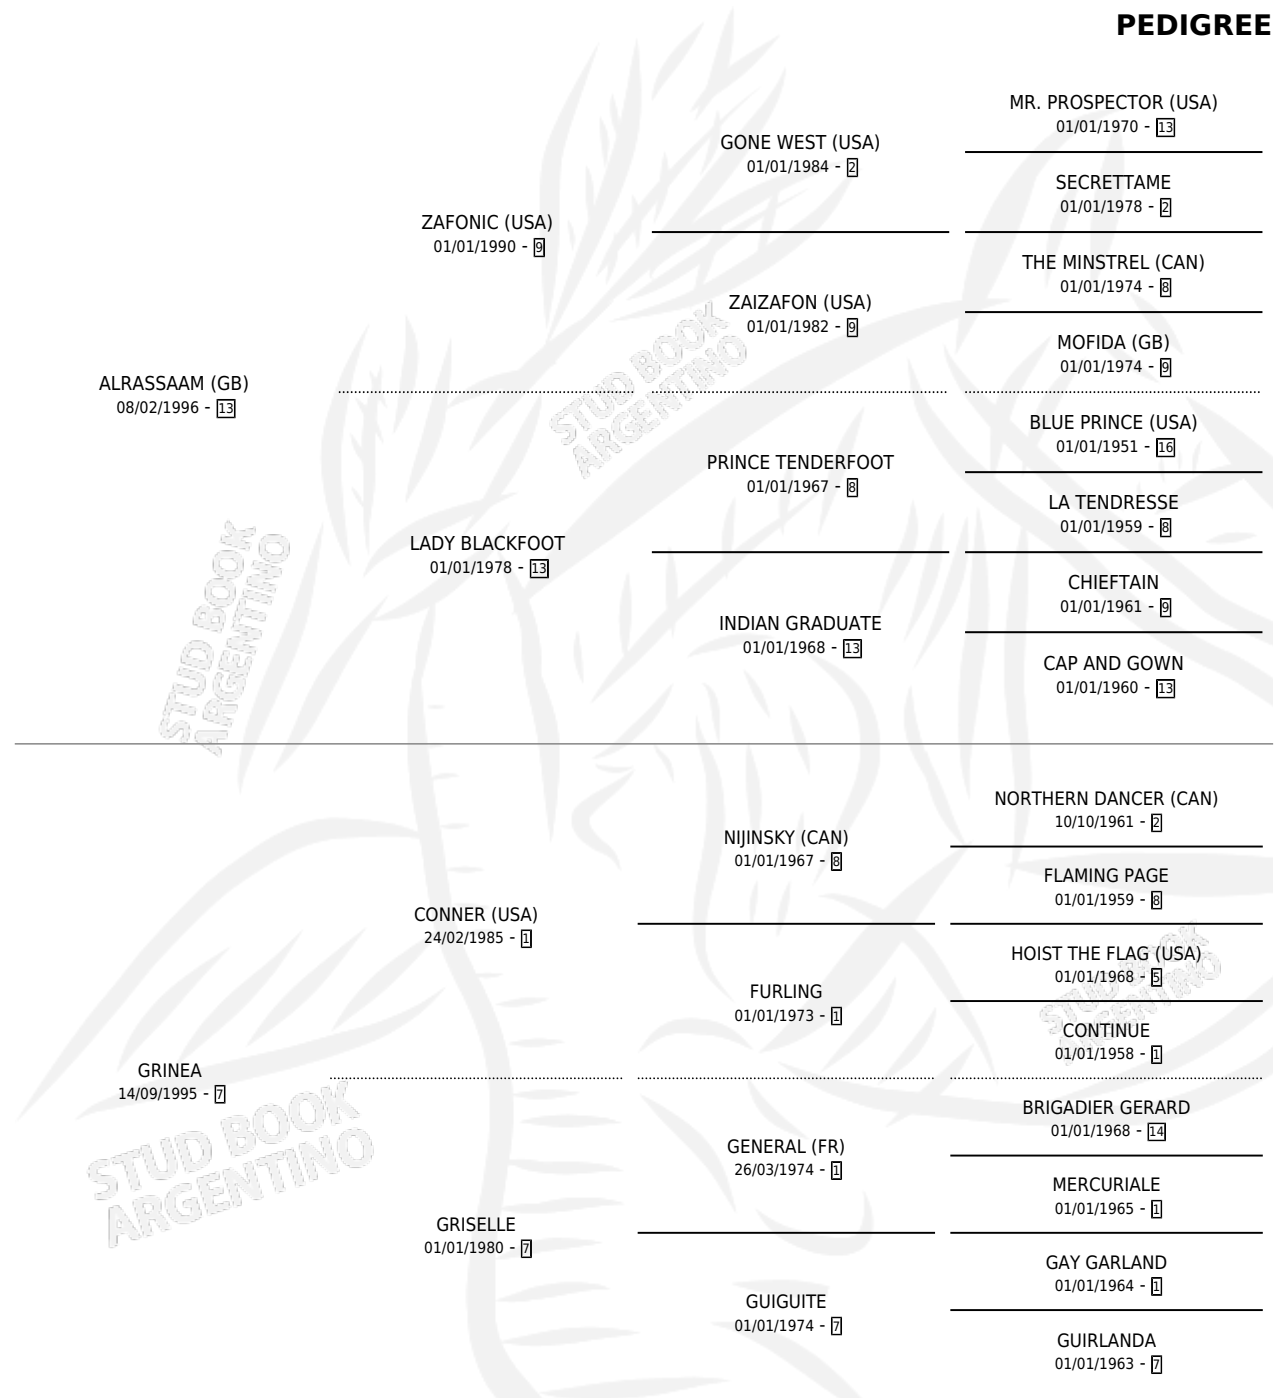 PEDIGREE
MR. PROSPECTOR (USA)
01/01/1970 - 13
GONE WEST (USA)
01/01/1984 - 2
SECRETTAME
01/01/1978 - 2
ZAFONIC (USA)
01/01/1990 - 9
THE MINSTREL (CAN)
01/01/1974 - 8
ZAIZAFON (USA)
01/01/1982 - 9
MOFIDA (GB)
01/01/1974 - 9
ALRASSAAM (GB)
08/02/1996 - 13
BLUE PRINCE (USA)
01/01/1951 - 16
PRINCE TENDERFOOT
01/01/1967 - 8
LA TENDRESSE
01/01/1959 - 8
LADY BLACKFOOT
01/01/1978 - 13
CHIEFTAIN
01/01/1961 - 9
INDIAN GRADUATE
01/01/1968 - 13
CAP AND GOWN
01/01/1960 - 13
NORTHERN DANCER (CAN)
10/10/1961 - 2
NIJINSKY (CAN)
01/01/1967 - 8
FLAMING PAGE
01/01/1959 - 8
CONNER (USA)
24/02/1985 - 1
HOIST THE FLAG (USA)
01/01/1968 - 5
FURLING
01/01/1973 - 1
CONTINUE
01/01/1958 - 1
GRINEA
14/09/1995 - 7
BRIGADIER GERARD
01/01/1968 - 14
GENERAL (FR)
26/03/1974 - 1
MERCURIALE
01/01/1965 - 1
GRISELLE
01/01/1980 - 7
GAY GARLAND
01/01/1964 - 1
GUIGUITE
01/01/1974 - 7
GUIRLANDA
01/01/1963 - 7
STUD BOOK
ARGENTINO
STUD BOOK
ARGENTINO
STUD BOOK
ARGENTINO
STUD BOOK
ARGENTINO